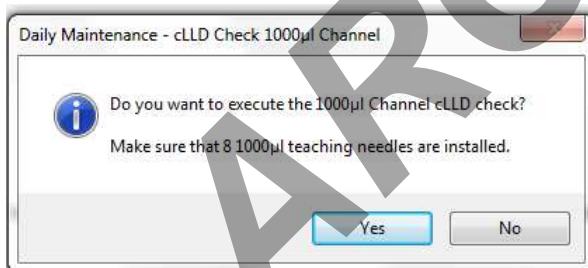 Daily Maintenance - cLLD Check 1000µl Channel
Do you want to execute the 1000µl Channel cLLD check?
Make sure that 8 1000µl teaching needles are installed.
Yes
No